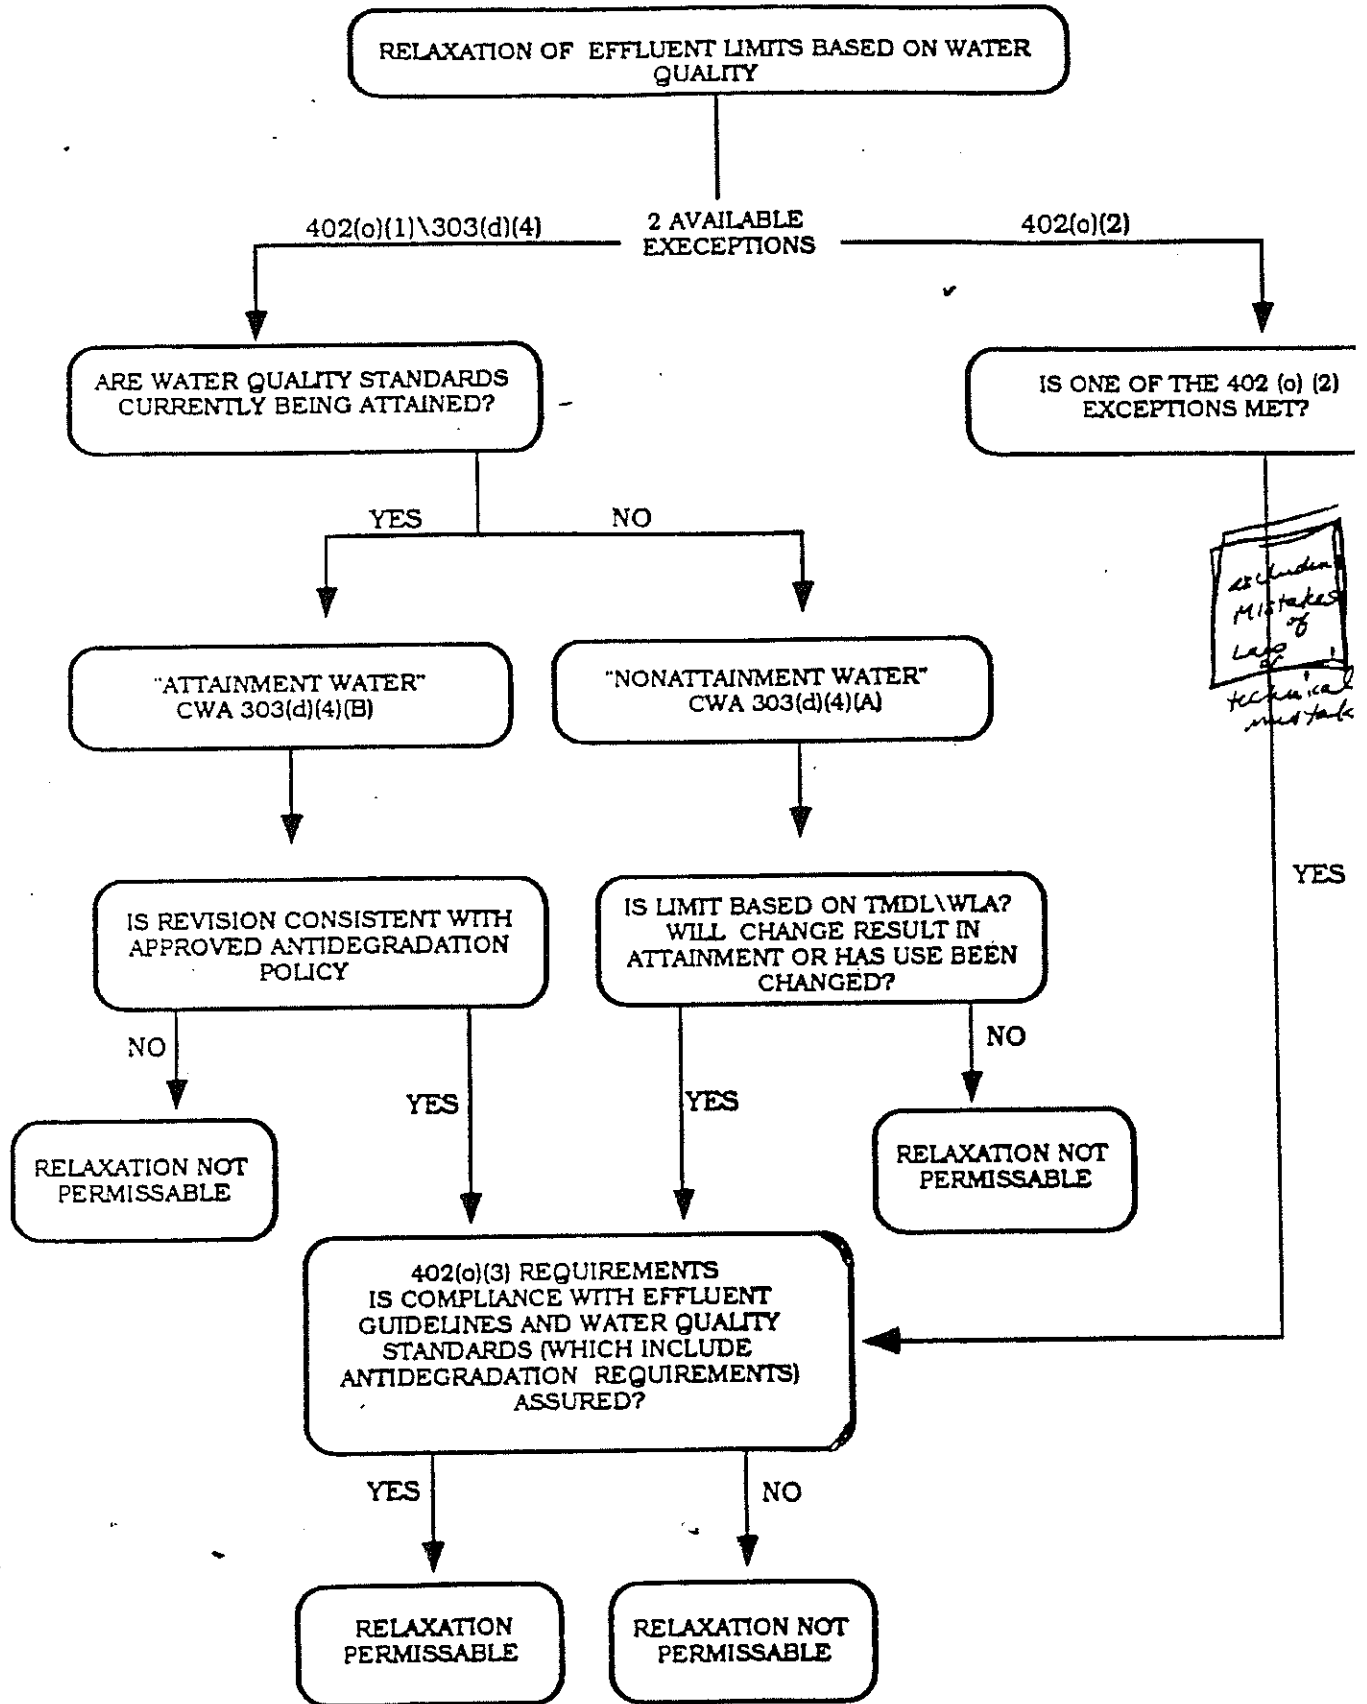 RELAXATION OF EFFLUENT LIMITS BASED ON WATER
QUALITY
402(o)(1)\303(d)(4)
2 AVAILABLE
EXECEPTIONS
402(o)(2)
ARE WATER QUALITY STANDARDS
CURRENTLY BEING ATTAINED?
IS ONE OF THE 402 (o) (2)
EXCEPTIONS MET?
YES
NO
Mistakes
of
technical
"ATTAINMENT WATER"
CWA 303(d)(4)(B)
"NONATTAINMENT WATER"
CWA 303(d)(4)(A)
YES
IS REVISION CONSISTENT WITH
APPROVED ANTIDEGRADATION
POLICY
IS LIMIT BASED ON TMDL\WLA?
WILL CHANGE RESULT IN
ATTAINMENT OR HAS USE BEEN
CHANGED?
NO
YES
YES
NO
RELAXATION NOT
PERMISSABLE
RELAXATION NOT
PERMISSABLE
402(o)(3) REQUIREMENTS
IS COMPLIANCE WITH EFFLUENT
GUIDELINES AND WATER QUALITY
STANDARDS (WHICH INCLUDE
ANTIDEGRADATION REQUIREMENTS)
ASSURED?
YES
NO
RELAXATION
PERMISSABLE
RELAXATION NOT
PERMISSABLE